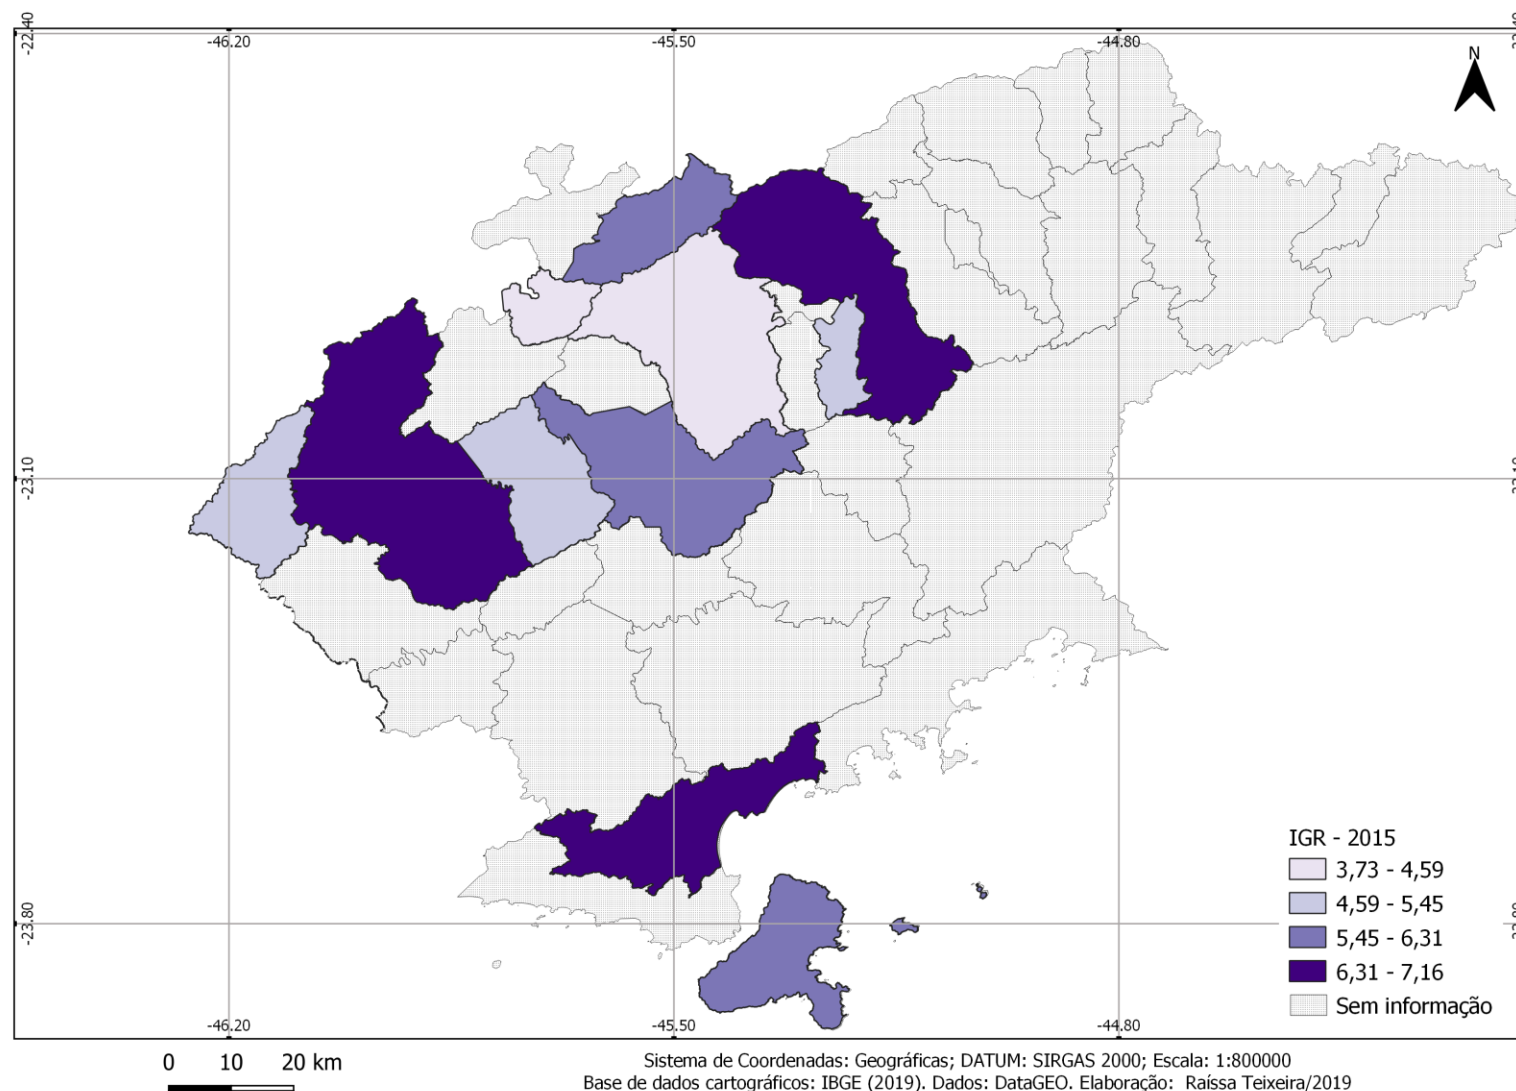 -22.40
-46.20
-45.50
-44.80
N
-23.10
IGR - 2015
3,73 - 4,59
4,59 - 5,45
5,45 - 6,31
6,31 - 7,16
Sem informação
-23.80
-46.20
-45.50
-44.80
0 10 20 km
Sistema de Coordenadas: Geográficas; DATUM: SIRGAS 2000; Escala: 1:800000
Base de dados cartográficos: IBGE (2019). Dados: DataGEO. Elaboração: Raíssa Teixeira/2019